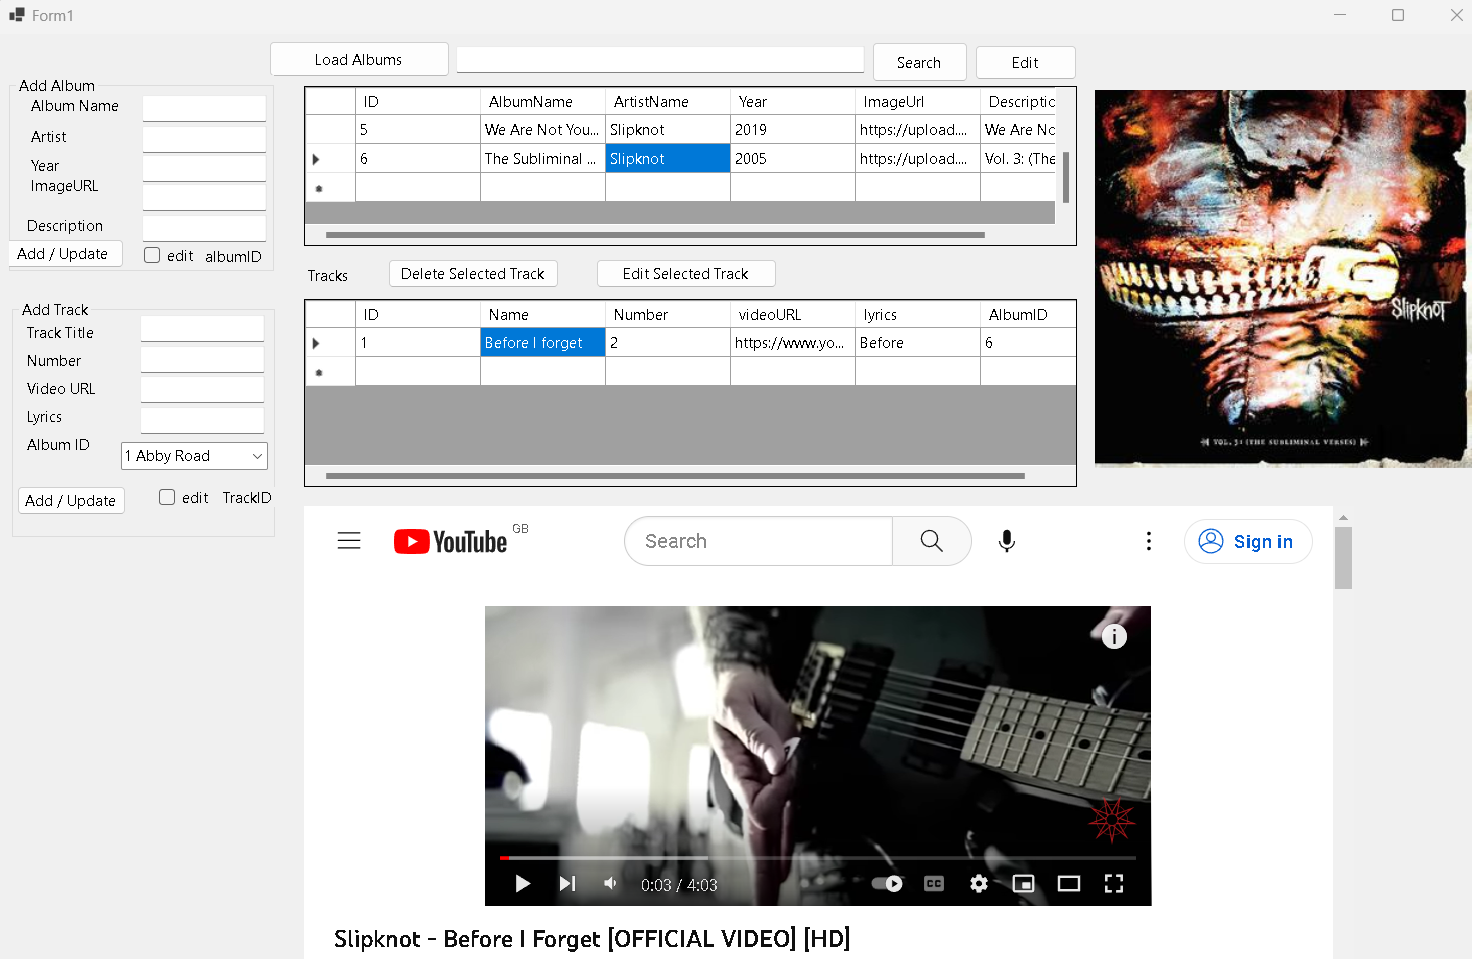 Form1
Load Albums
Search
Edit
Add Album
Album Name
Artist
Year
ImageURL
Description
Add / Update
edit
albumID
ID AlbumName ArtistName Year ImageUrl Descriptic
5 We Are Not You... Slipknot 2019 https://upload.... We Are Nc
6 The Subliminal ... Slipknot 2005 https://upload.... Vol. 3: (The
SLIPKNOT
VOL. 3: (THE SUBLIMINAL VERSES)
Tracks
Delete Selected Track
Edit Selected Track
Add Track
Track Title
Number
Video URL
Lyrics
Album ID
1 Abby Road
Add / Update
edit
TrackID
ID Name Number videoURL lyrics AlbumID
1 Before I forget 2 https://www.yo... Before 6
YouTube GB
Search
Sign in
i
0:03 / 4:03
CC
Slipknot - Before I Forget [OFFICIAL VIDEO] [HD]